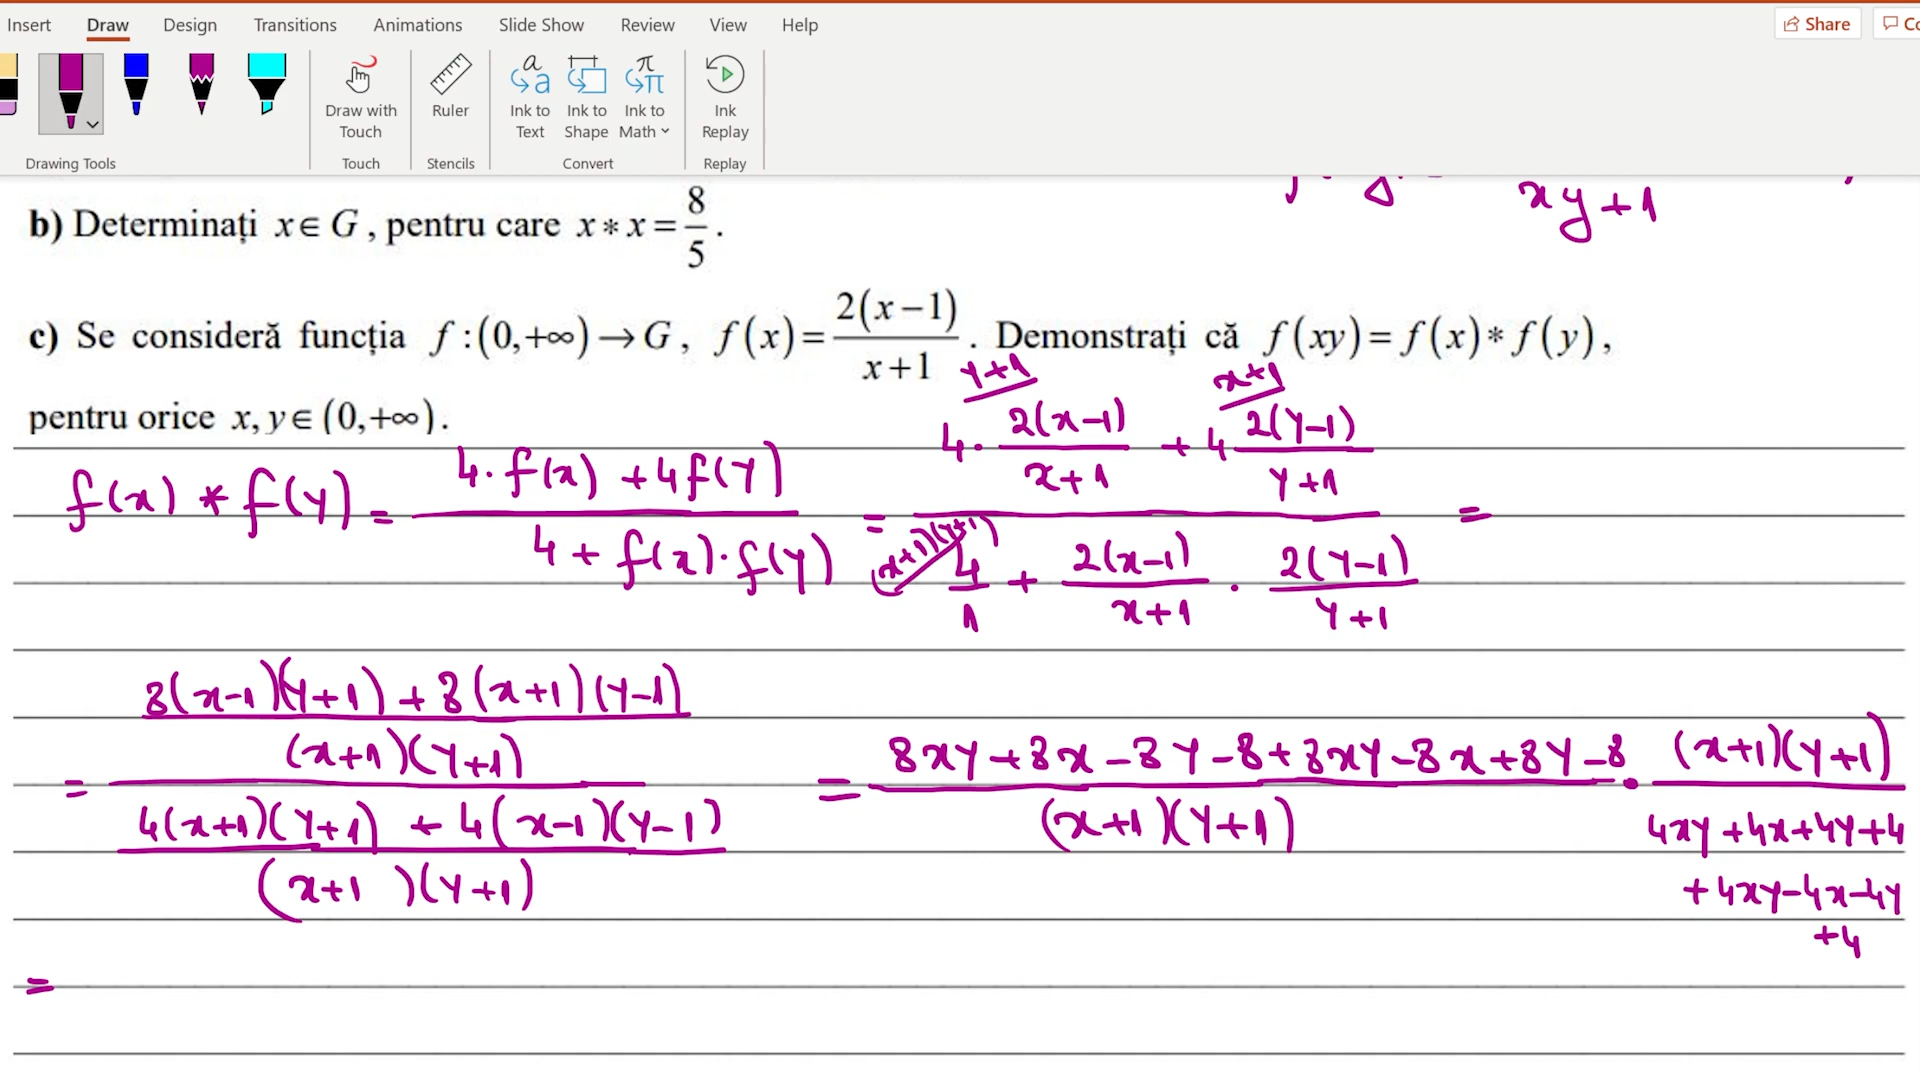 Insert Draw Design Transitions Animations Slide Show Review View Help Share
Draw with Touch Ruler Ink to Text Ink to Shape Ink to Math Ink Replay
Drawing Tools Touch Stencils Convert Replay
xy+1
b) Determinați x∈G, pentru care x∗x = 8/5.
c) Se consideră funcția f:(0,+∞)→G, f(x) = 2(x−1)/(x+1). Demonstrați că f(xy) = f(x)∗f(y),
pentru orice x, y∈(0,+∞).
f(x) * f(y) = (4·f(x) + 4f(y))/(4 + f(x)·f(y)) = (y+1) 4·2(x−1)/(x+1) + (x+1) 4 2(y−1)/(y+1) / (x+1)(y+1) 4/1 + 2(x−1)/(x+1) · 2(y−1)/(y+1) =
= (8(x−1)(y+1) + 8(x+1)(y−1))/((x+1)(y+1)) / (4(x+1)(y+1) + 4(x−1)(y−1))/((x+1)(y+1)) = (8xy+8x−8y−8+8xy−8x+8y−8)/((x+1)(y+1)) · (x+1)(y+1)/(4xy+4x+4y+4+4xy−4x−4y+4)
=